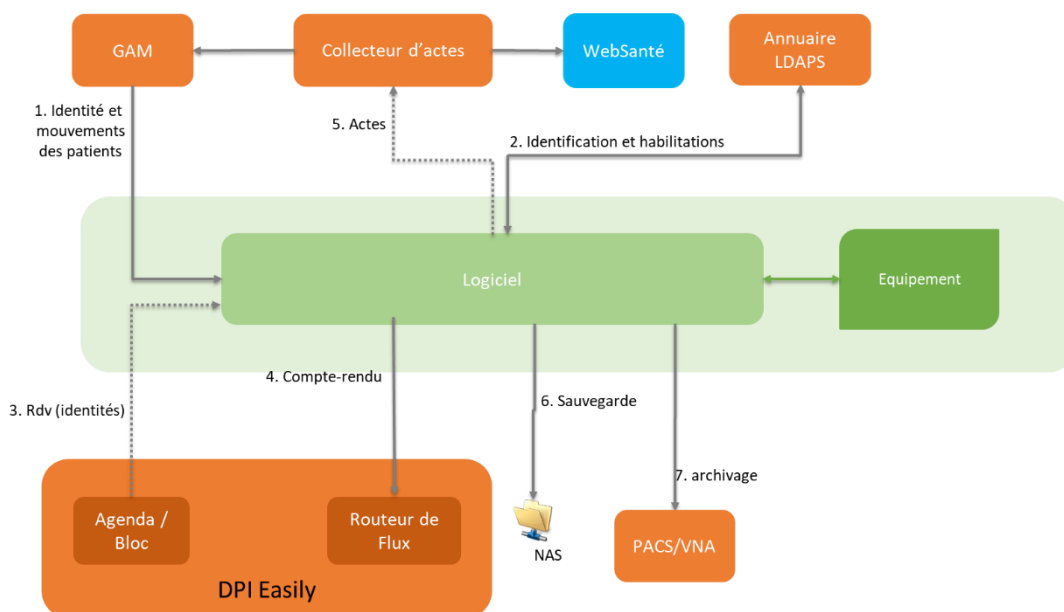 GAM
Collecteur d'actes
WebSanté
Annuaire
LDAPS
1. Identité et
mouvements
des patients
5. Actes
2. Identification et habilitations
Logiciel
Equipement
4. Compte-rendu
6. Sauvegarde
3. Rdv (identités)
7. archivage
Agenda /
Bloc
Routeur de
Flux
NAS
PACS/VNA
DPI Easily